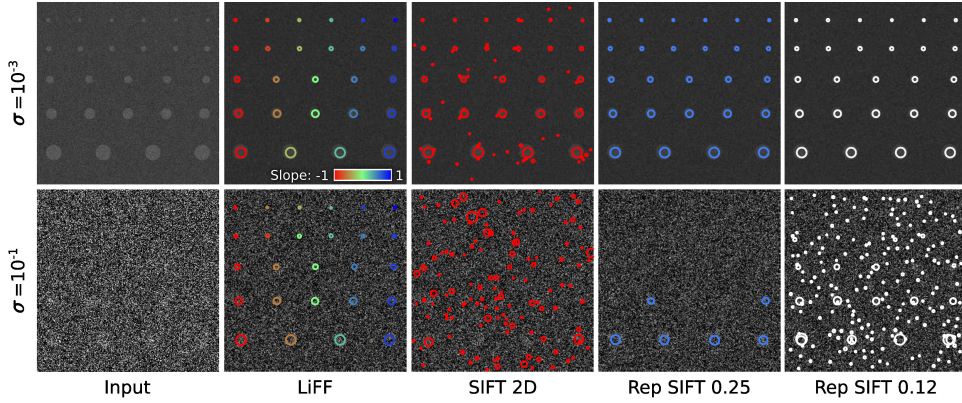 σ=10⁻³
Slope: -1 1
σ=10⁻¹
Input LiFF SIFT 2D Rep SIFT 0.25 Rep SIFT 0.12